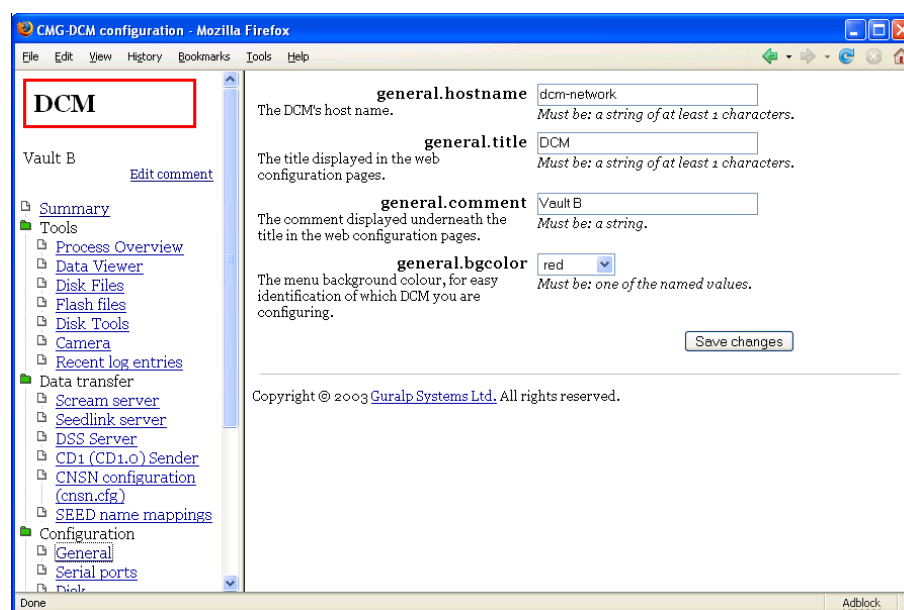 CMG-DCM configuration - Mozilla Firefox
File Edit View History Bookmarks Tools Help
DCM
Vault B
Edit comment
Summary
Tools
Process Overview
Data Viewer
Disk Files
Flash files
Disk Tools
Camera
Recent log entries
Data transfer
Scream server
Seedlink server
DSS Server
CD1 (CD1.0) Sender
CNSN configuration
(cnsn.cfg)
SEED name mappings
Configuration
General
Serial ports
Disk
general.hostname dcm-network
The DCM's host name. Must be: a string of at least 1 characters.
general.title DCM
The title displayed in the web Must be: a string of at least 1 characters.
configuration pages.
general.comment Vault B
The comment displayed underneath the Must be: a string.
title in the web configuration pages.
general.bgcolor red
The menu background colour, for easy Must be: one of the named values.
identification of which DCM you are
configuring.
Save changes
Copyright © 2003 Guralp Systems Ltd. All rights reserved.
Done Adblock